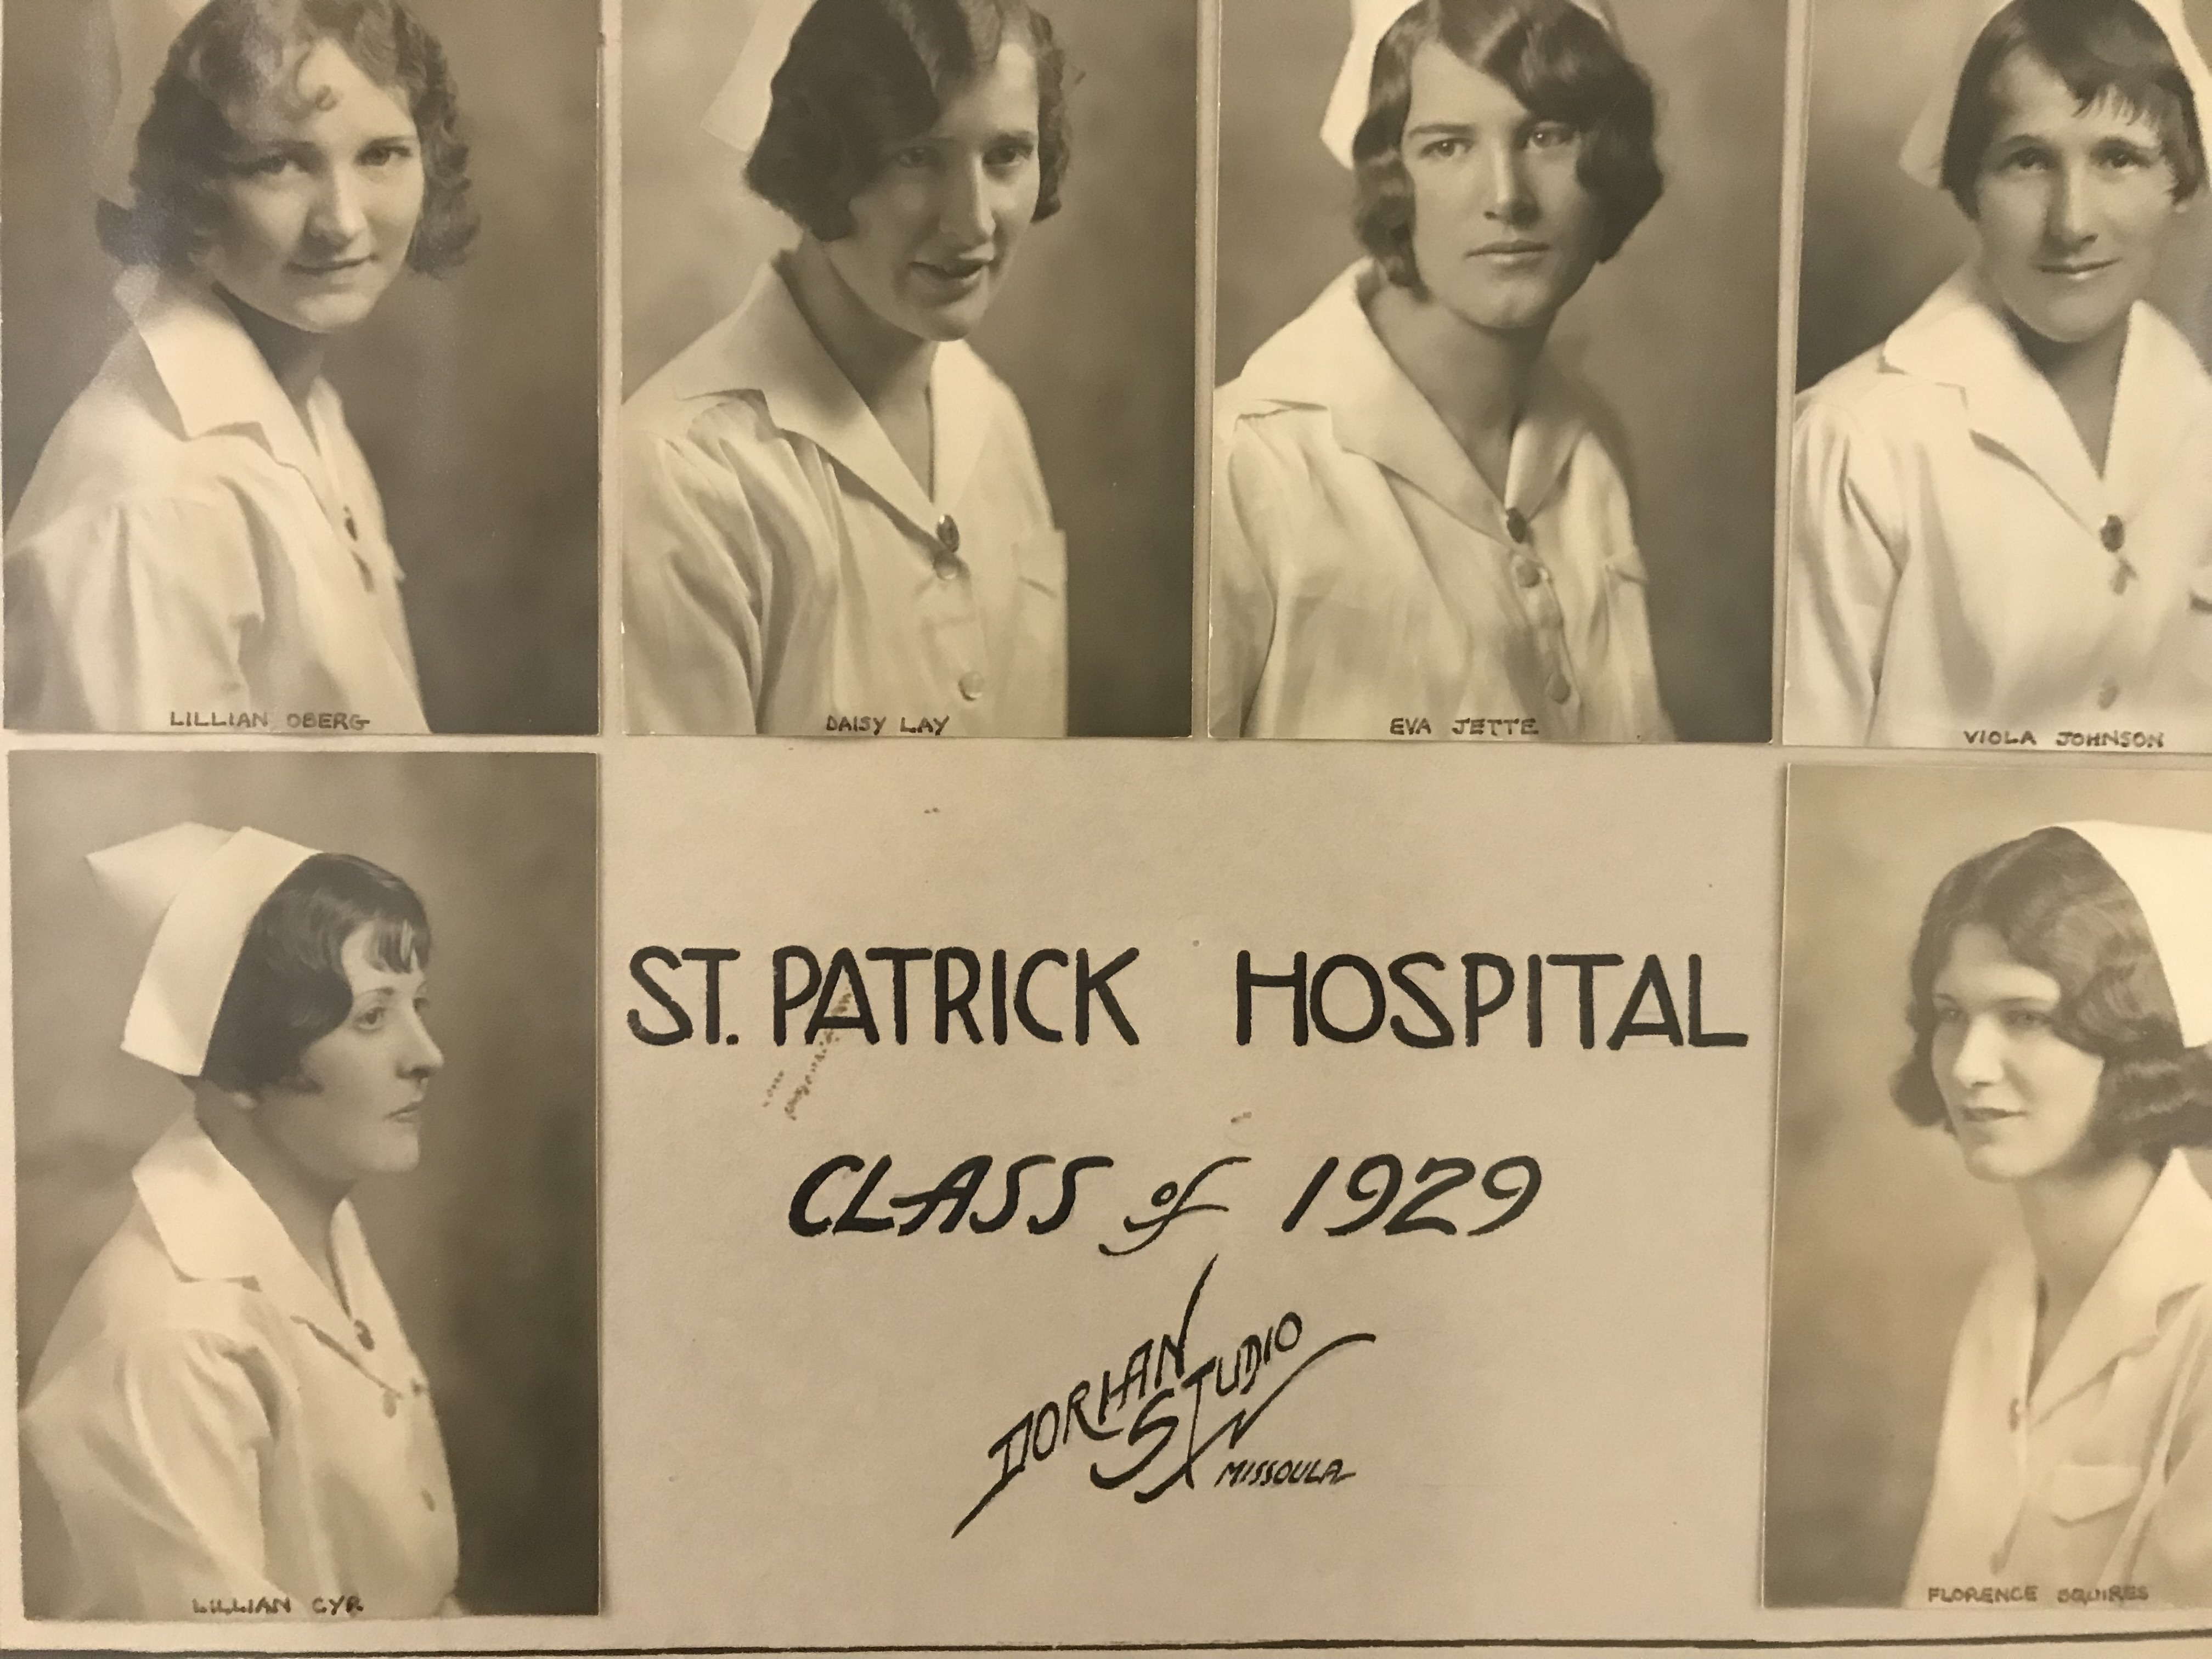 LILLIAN OBERG
DAISY LAY
EVA JETTE
VIOLA JOHNSON
ST. PATRICK HOSPITAL
CLASS of 1929
DORIAN
STUDIO
MISSOULA
LILLIAN CYR
FLORENCE SQUIRES